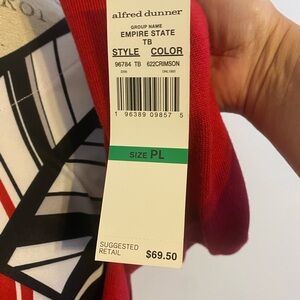 alfred dunner
GROUP NAME
EMPIRE STATE
TB
STYLE COLOR
96784 TB 622CRIMSON
1 96389 09857 5
SIZE PL
SUGGESTED
RETAIL $69.50